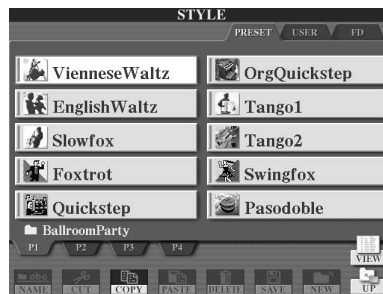 STYLE
PRESET USER FD
VienneseWaltz OrgQuickstep
EnglishWaltz Tango1
Slowfox Tango2
Foxtrot Swingfox
Quickstep Pasodoble
BallroomParty
P1 P2 P3 P4
VIEW
abc
NAME CUT COPY PASTE DELETE SAVE NEW UP